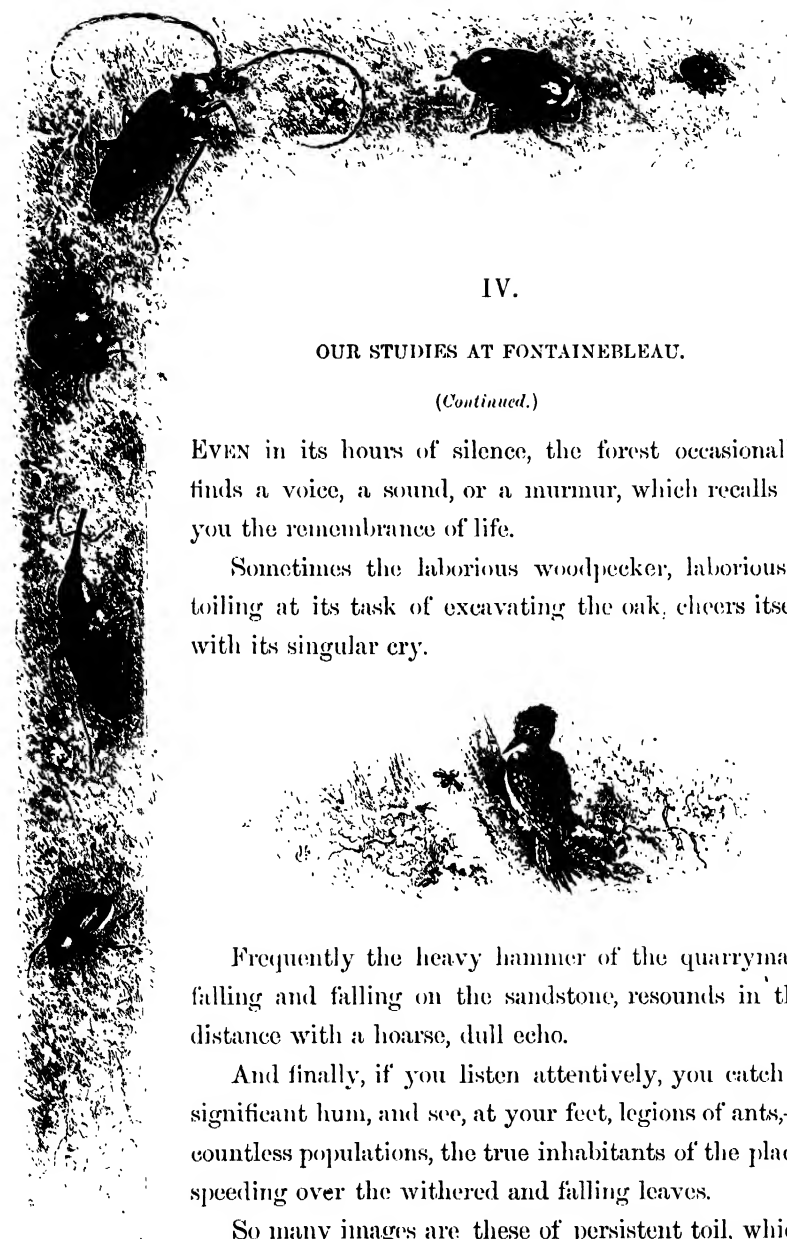 IV.
OUR STUDIES AT FONTAINEBLEAU.
(Continued.)
EVEN in its hours of silence, the forest occasional
finds a voice, a sound, or a murmur, which recalls
you the remembrance of life.
Sometimes the laborious woodpecker, laborious
toiling at its task of excavating the oak, cheers itse
with its singular cry.
Frequently the heavy hammer of the quarryma
falling and falling on the sandstone, resounds in th
distance with a hoarse, dull echo.
And finally, if you listen attentively, you catch
significant hum, and see, at your feet, legions of ants,-
countless populations, the true inhabitants of the plac
speeding over the withered and falling leaves.
So many images are these of persistent toil, whic